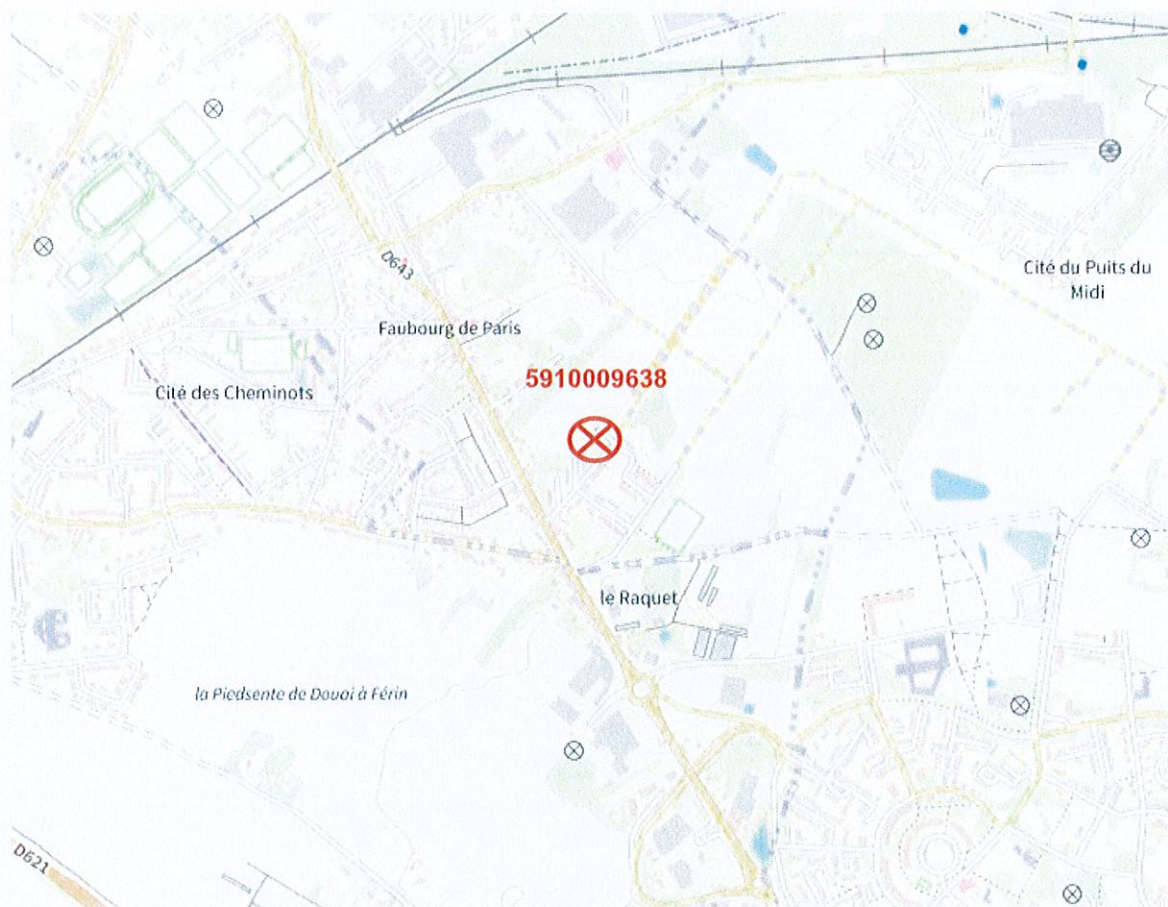 D643
Cité du Puits du
Midi
Faubourg de Paris
5910009638
Cité des Cheminots
le Raquet
la Piedsente de Douai à Férin
D621